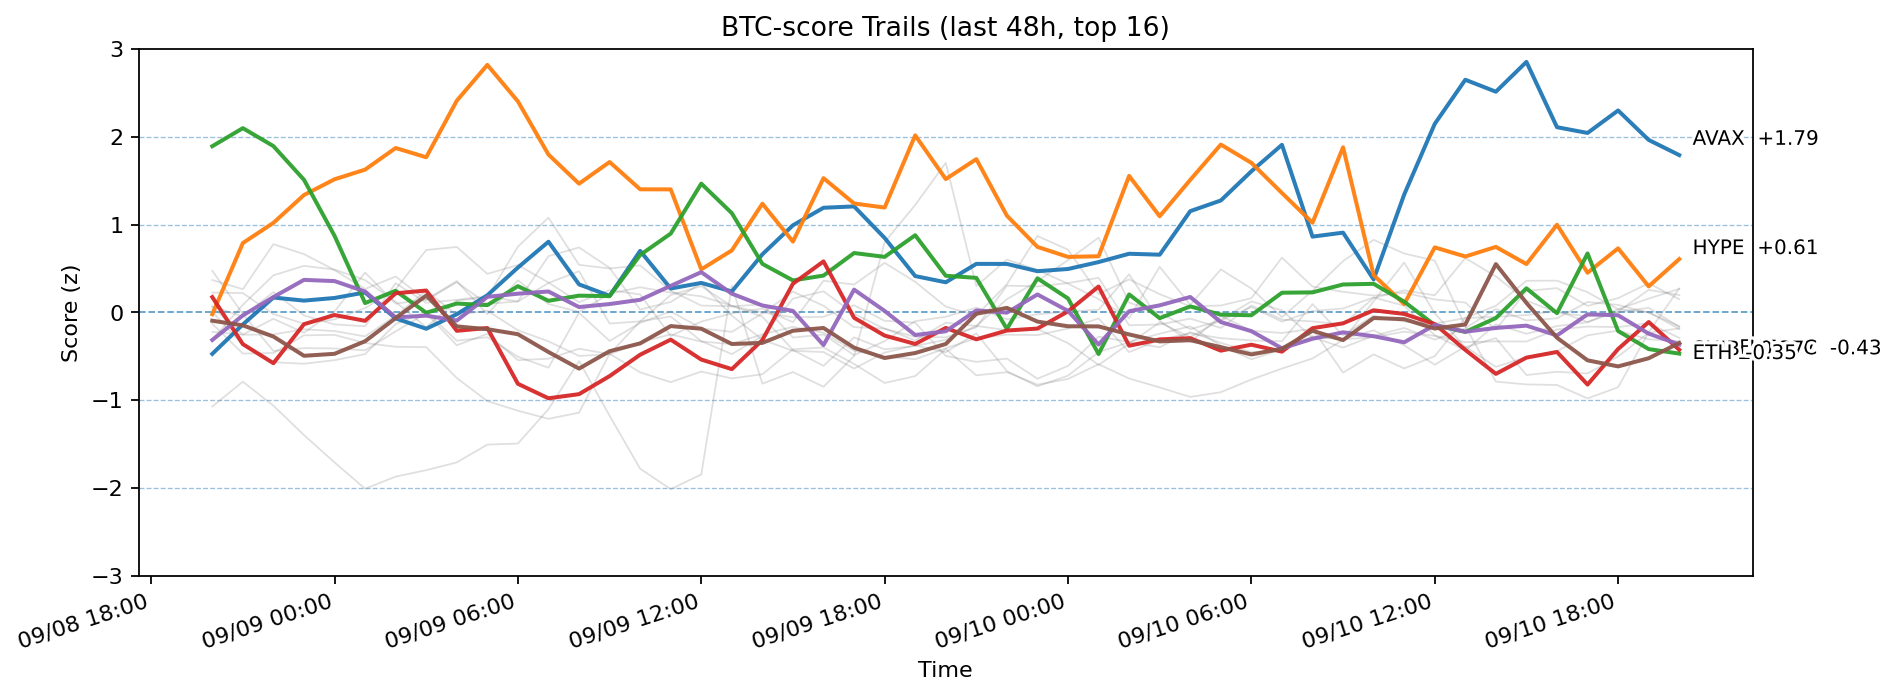 BTC-score Trails (last 48h, top 16)
Score (z)
3
2
1
0
−1
−2
−3
AVAX +1.79
HYPE +0.61
-0.43
ETH -0.35
09/08 18:00
09/09 00:00
09/09 06:00
09/09 12:00
09/09 18:00
09/10 00:00
09/10 06:00
09/10 12:00
09/10 18:00
Time